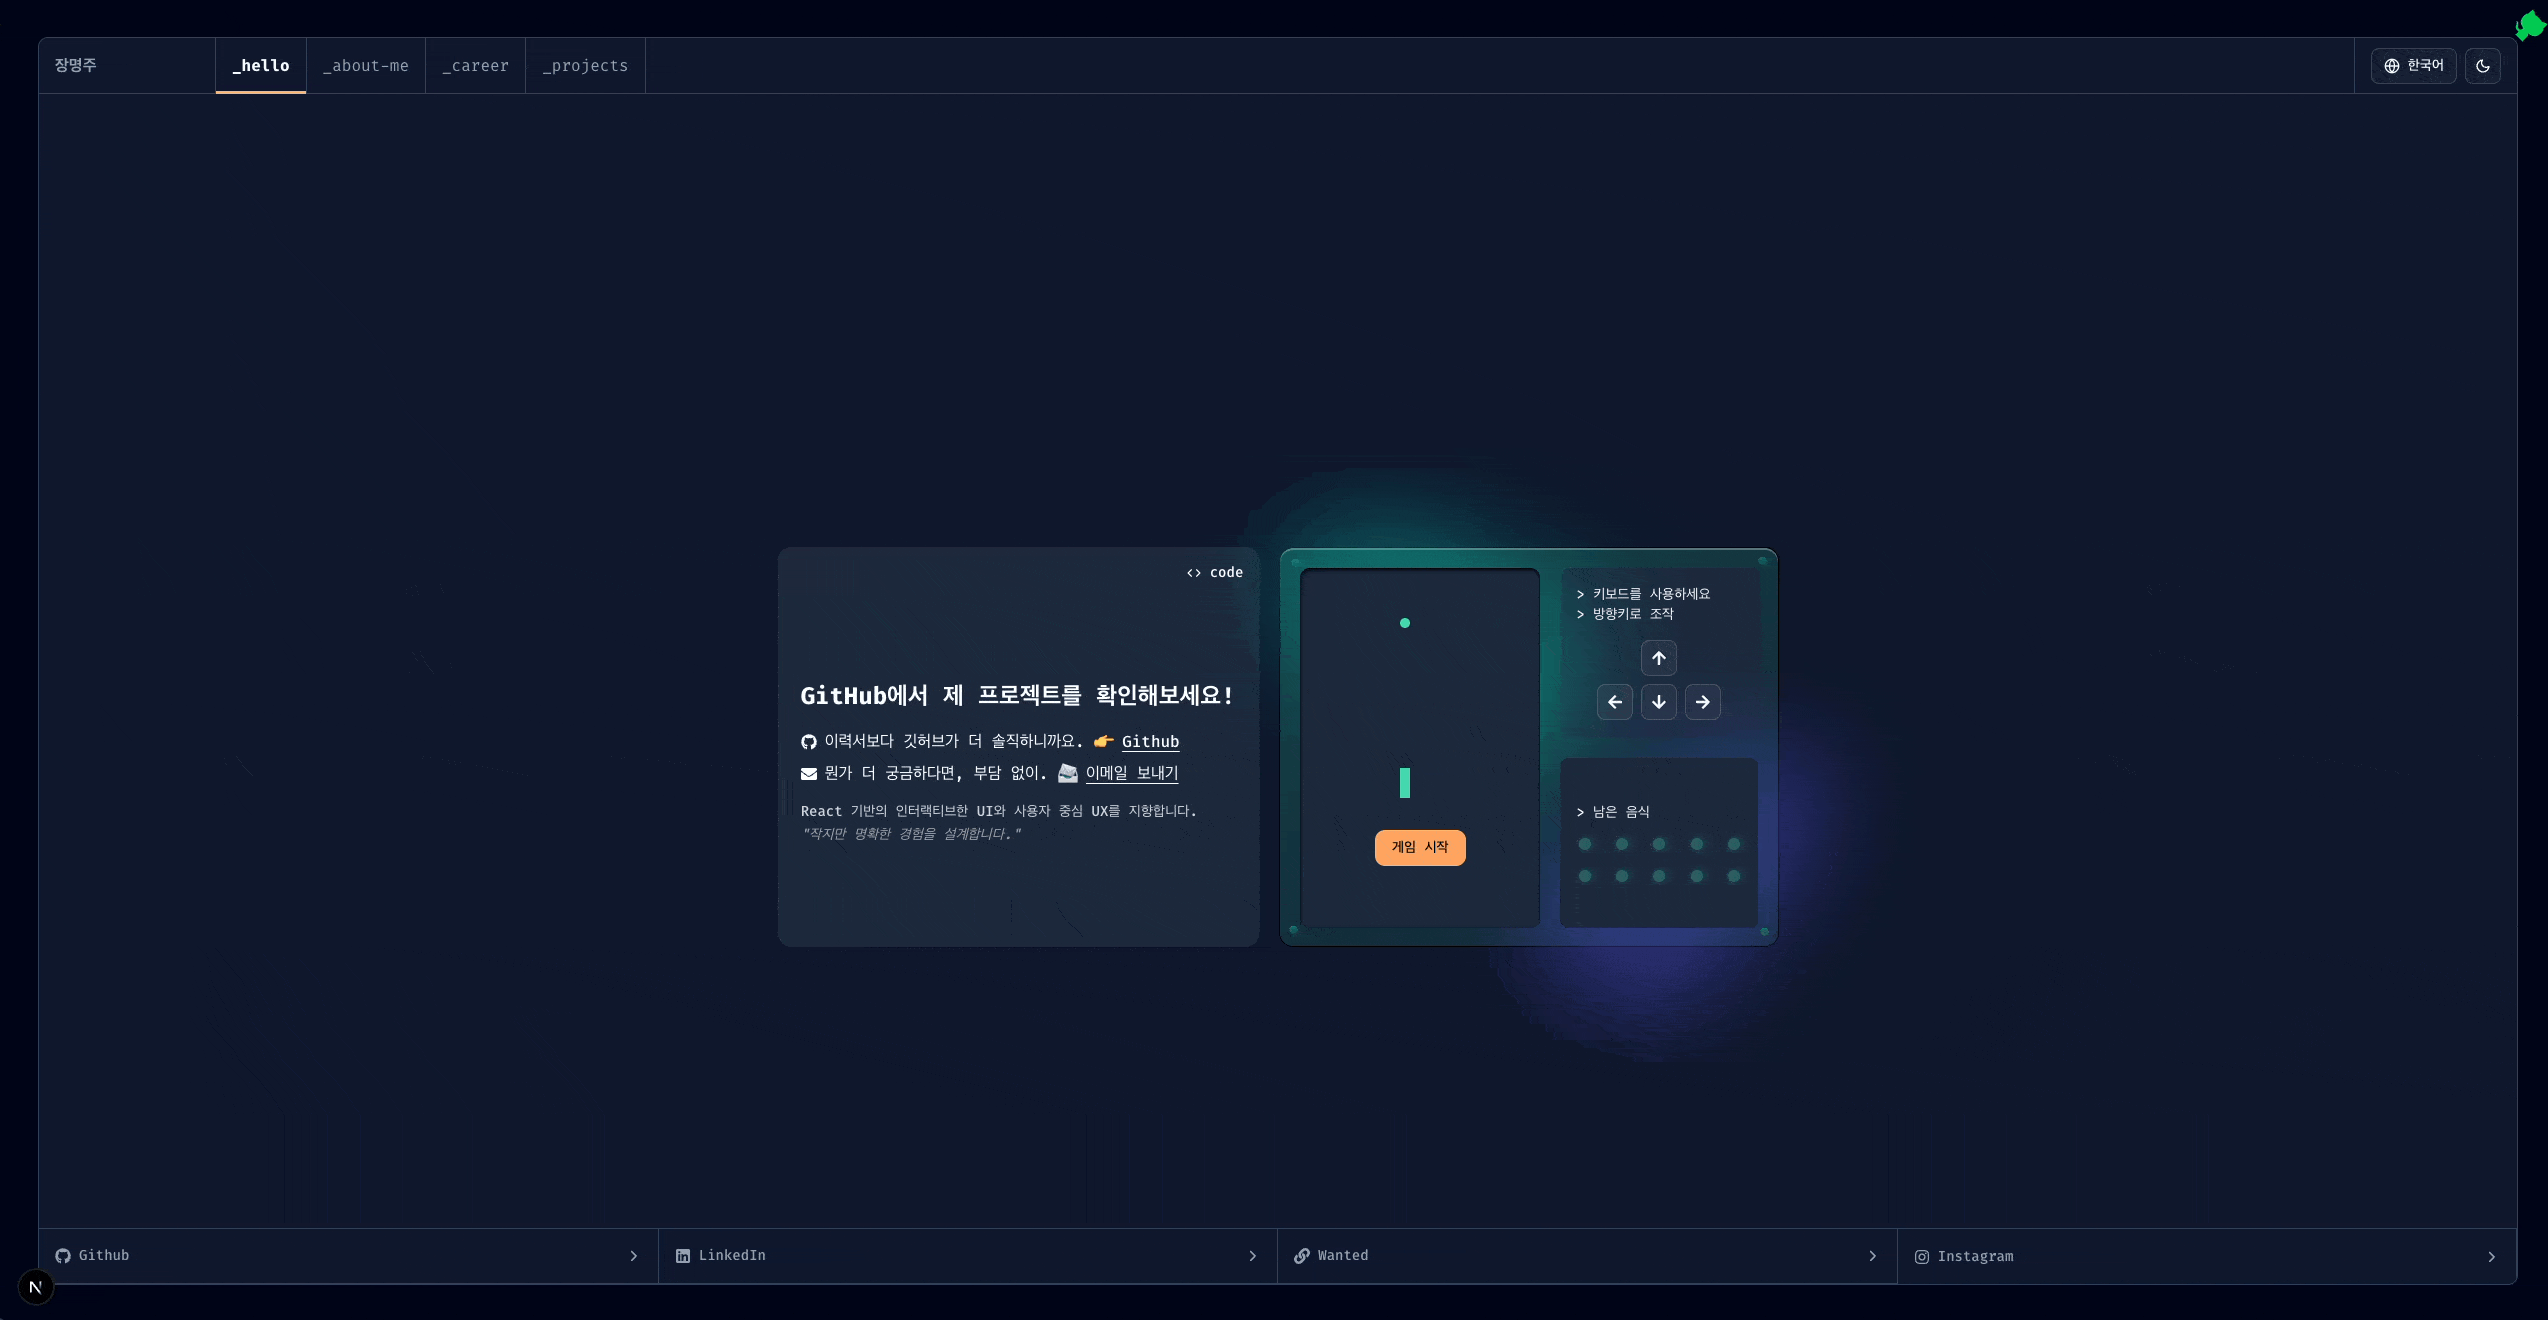 장명주
_hello
_about-me
_career
_projects
한국어
<> code
GitHub에서 제 프로젝트를 확인해보세요!
이력서보다 깃허브가 더 솔직하니까요. 👉 Github
뭔가 더 궁금하다면, 부담 없이. 📨 이메일 보내기
React 기반의 인터랙티브한 UI와 사용자 중심 UX를 지향합니다.
"작지만 명확한 경험을 설계합니다."
게임 시작
> 키보드를 사용하세요
> 방향키로 조작
> 남은 음식
Github
LinkedIn
Wanted
Instagram
N